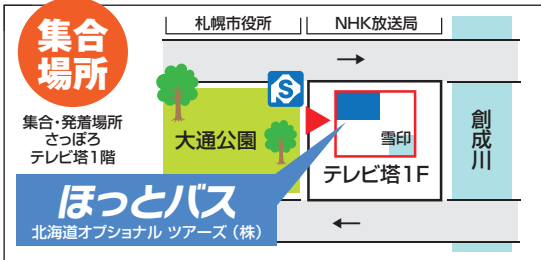 集合
場所
集合・発着場所
さっぽろ
テレビ塔1階
札幌市役所
NHK放送局
→
S
大通公園
雪印
テレビ塔1F
創成川
←
ほっとバス
北海道オプショナル ツアーズ（株）